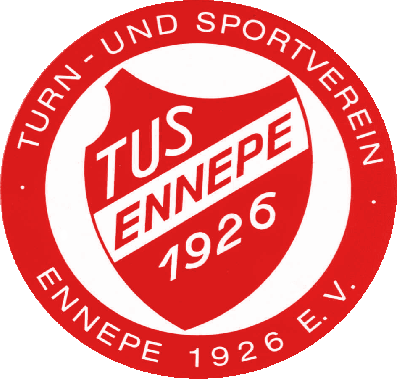 · TURN - UND SPORTVEREIN ·
TUS
ENNEPE
1926
ENNEPE 1926 E. V.